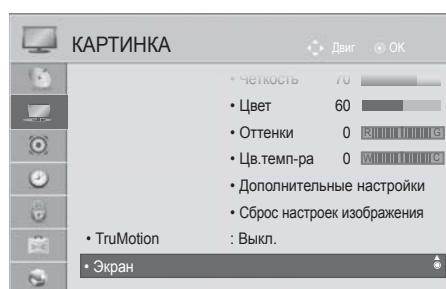 КАРТИНКА
Двиг OK
• Четкость 70
• Цвет 60
• Оттенки 0 R G
• Цв.темп-ра 0 W C
• Дополнительные настройки
• Сброс настроек изображения
• TruMotion : Выкл.
• Экран